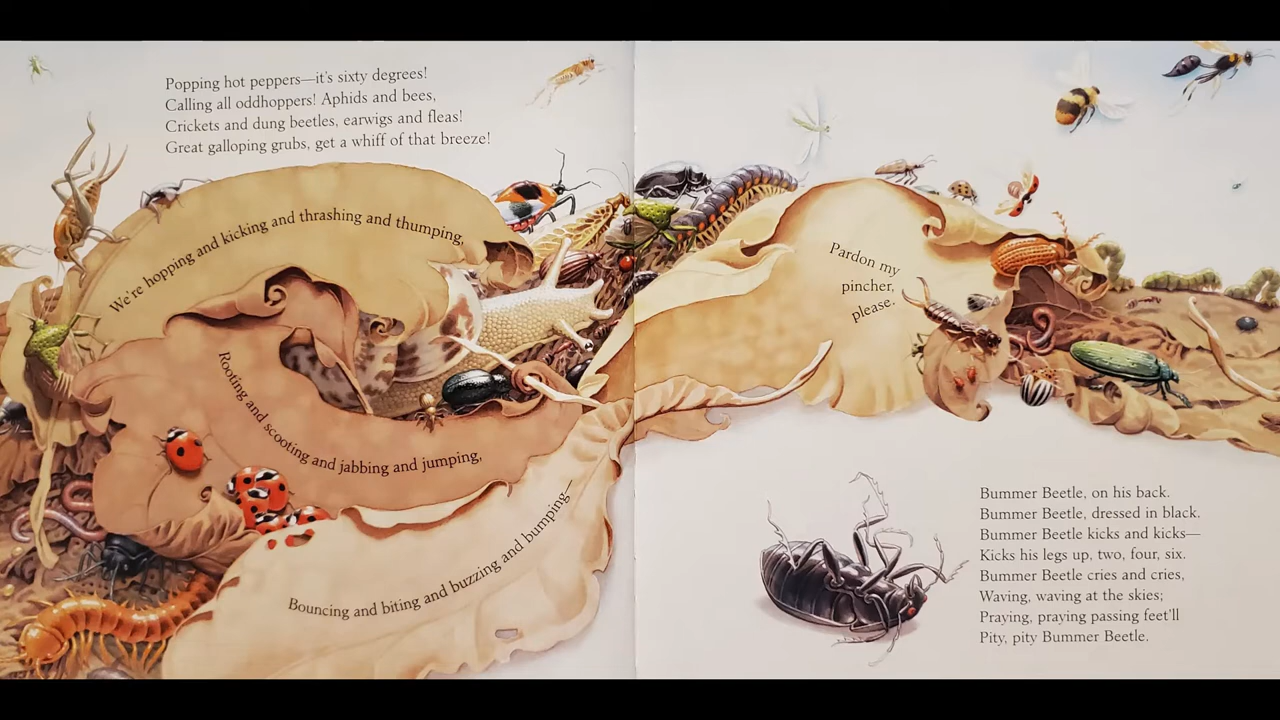 Popping hot peppers—it's sixty degrees!
Calling all oddhoppers! Aphids and bees,
Crickets and dung beetles, earwigs and fleas!
Great galloping grubs, get a whiff of that breeze!
We're hopping and kicking and thrashing and thumping,
Rooting and scooting and jabbing and jumping,
Bouncing and biting and buzzing and bumping—
Pardon my
pincher,
please.
Bummer Beetle, on his back.
Bummer Beetle, dressed in black.
Bummer Beetle kicks and kicks—
Kicks his legs up, two, four, six.
Bummer Beetle cries and cries,
Waving, waving at the skies;
Praying, praying passing feet'll
Pity, pity Bummer Beetle.